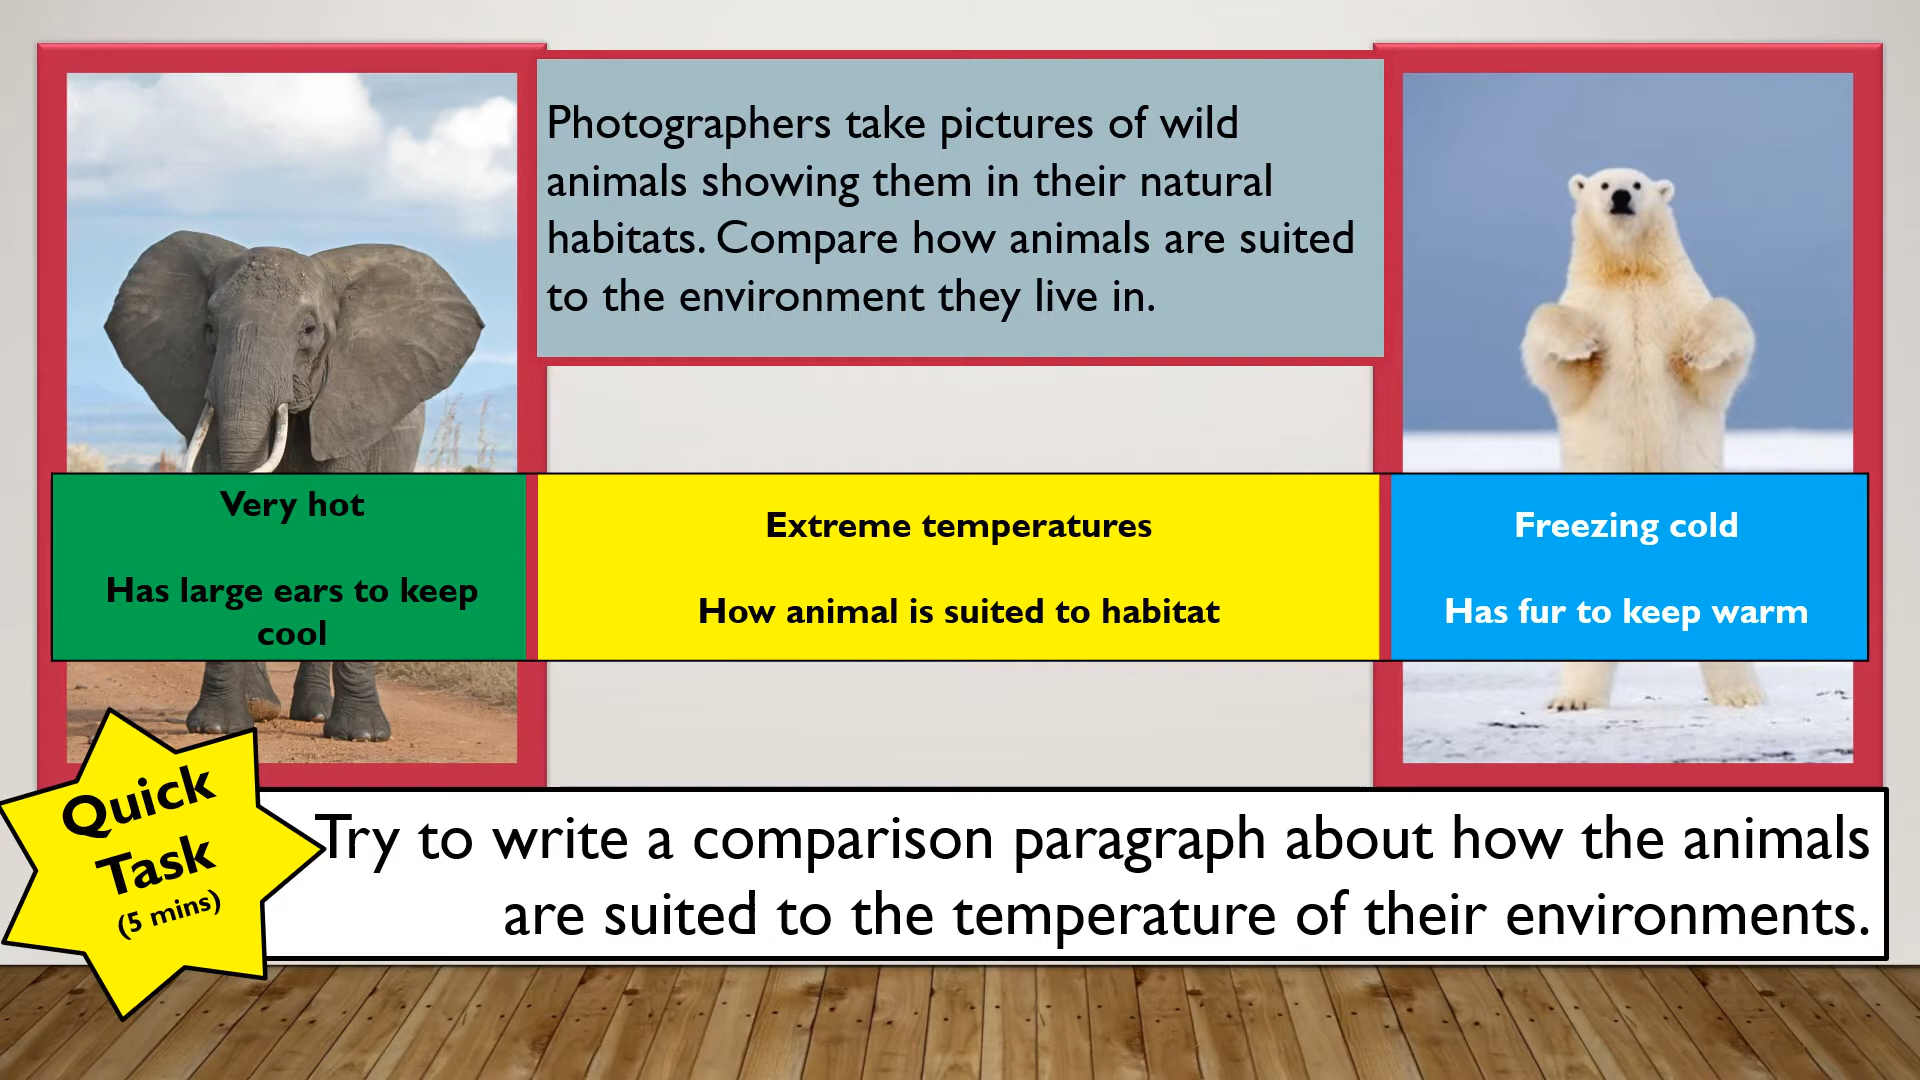 Photographers take pictures of wild
animals showing them in their natural
habitats. Compare how animals are suited
to the environment they live in.
Very hot
Has large ears to keep
cool
Extreme temperatures
How animal is suited to habitat
Freezing cold
Has fur to keep warm
Quick
Task
(5 mins)
Try to write a comparison paragraph about how the animals
are suited to the temperature of their environments.